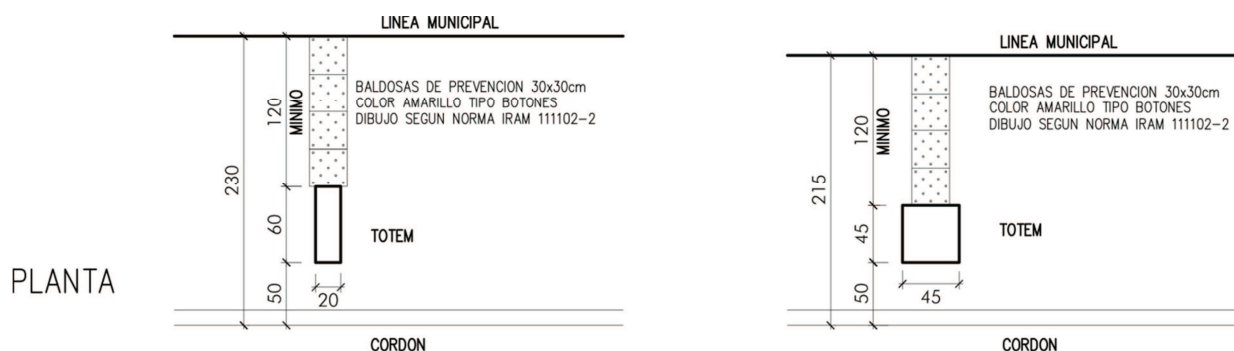 PLANTA
LINEA MUNICIPAL
BALDOSAS DE PREVENCION 30x30cm
COLOR AMARILLO TIPO BOTONES
DIBUJO SEGUN NORMA IRAM 111102-2
120
MINIMO
230
60
TOTEM
50
20
CORDON
LINEA MUNICIPAL
BALDOSAS DE PREVENCION 30x30cm
COLOR AMARILLO TIPO BOTONES
DIBUJO SEGUN NORMA IRAM 111102-2
120
MINIMO
215
45
TOTEM
50
45
CORDON